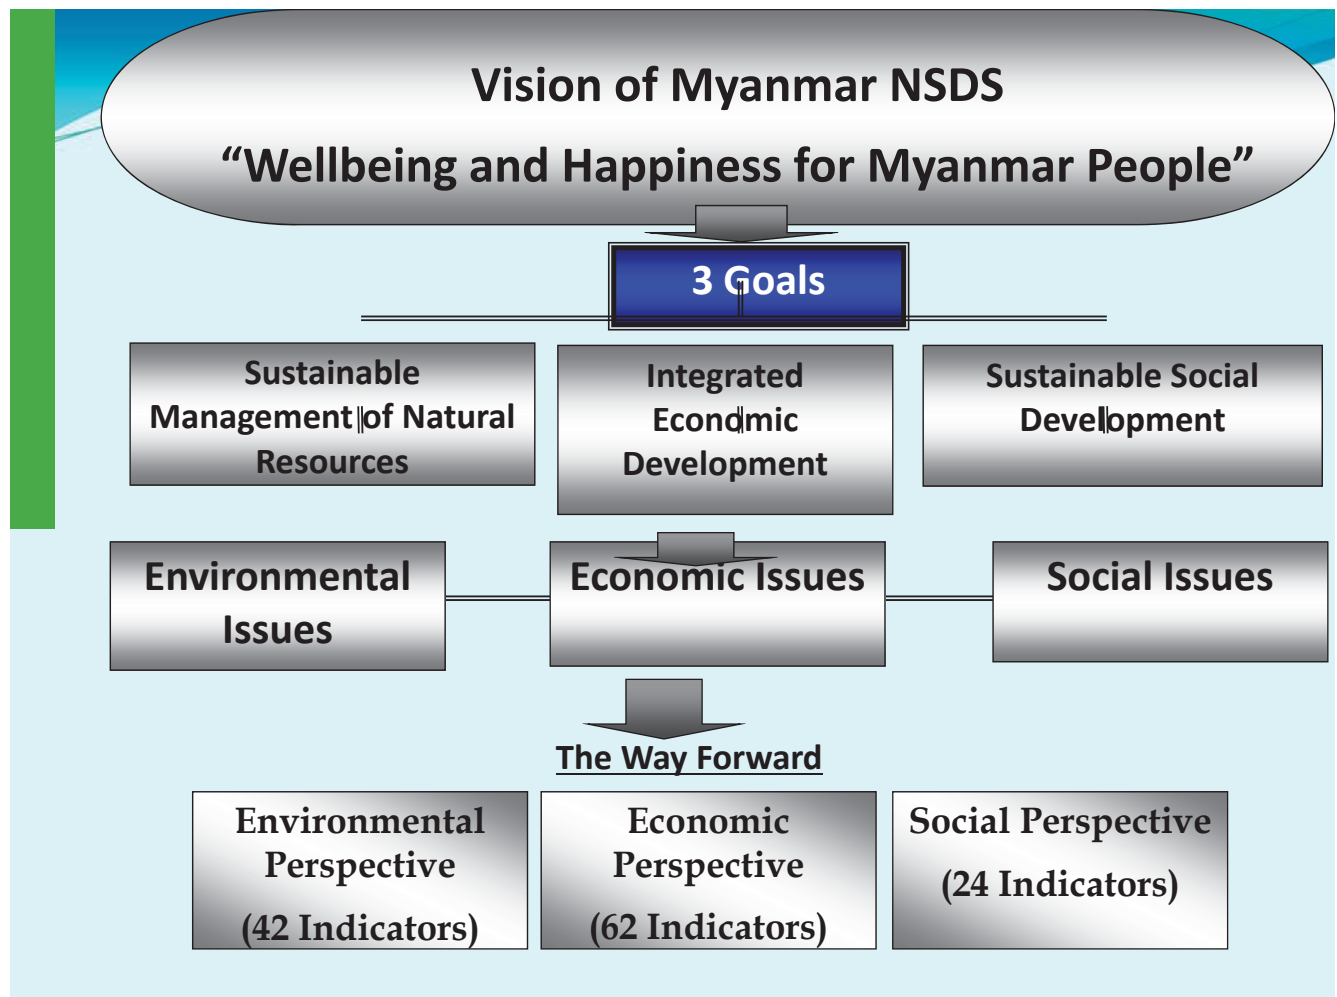 Vision of Myanmar NSDS
“Wellbeing and Happiness for Myanmar People”
3 Goals
Sustainable
Management of Natural
Resources
Integrated
Economic
Development
Sustainable Social
Development
Environmental
Issues
Economic Issues
Social Issues
The Way Forward
Environmental
Perspective
(42 Indicators)
Economic
Perspective
(62 Indicators)
Social Perspective
(24 Indicators)